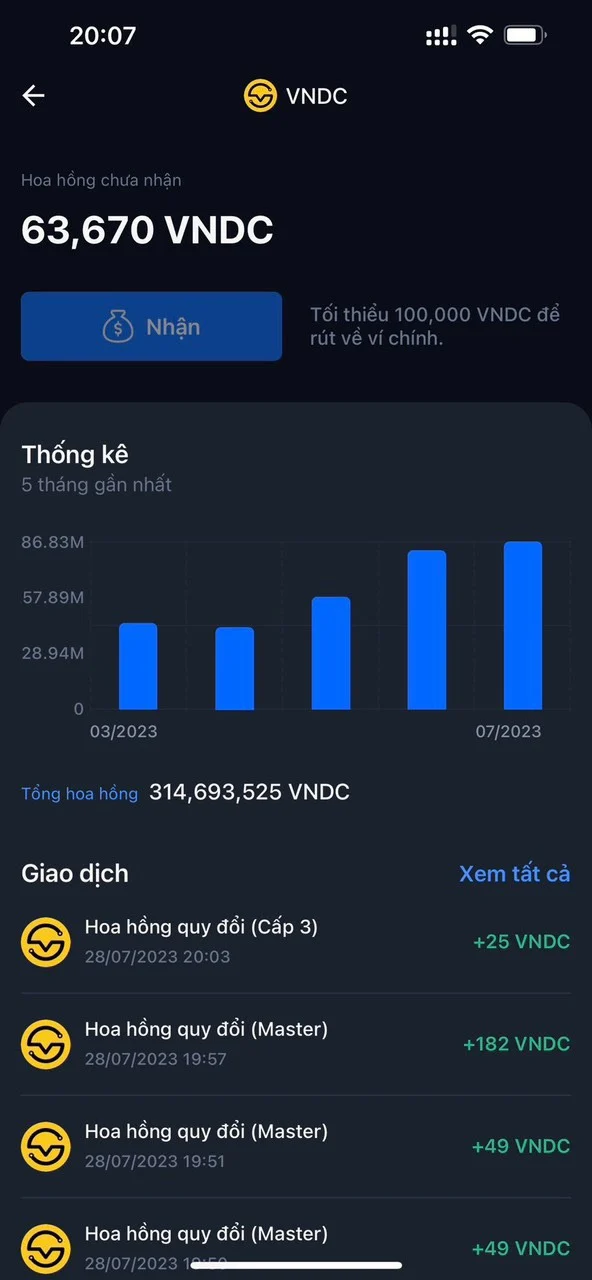 20:07
VNDC
Hoa hồng chưa nhận
63,670 VNDC
Nhận
Tối thiểu 100,000 VNDC để
rút về ví chính.
Thống kê
5 tháng gần nhất
86.83M
57.89M
28.94M
0
03/2023
07/2023
Tổng hoa hồng 314,693,525 VNDC
Giao dịch
Xem tất cả
Hoa hồng quy đổi (Cấp 3)
28/07/2023 20:03
+25 VNDC
Hoa hồng quy đổi (Master)
28/07/2023 19:57
+182 VNDC
Hoa hồng quy đổi (Master)
28/07/2023 19:51
+49 VNDC
Hoa hồng quy đổi (Master)
28/07/2023
+49 VNDC